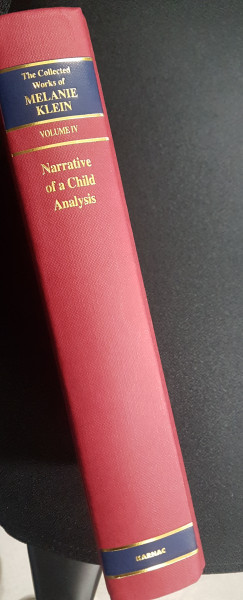 The Collected
Works of
MELANIE
KLEIN
VOLUME IV
Narrative
of a Child
Analysis
KARNAC